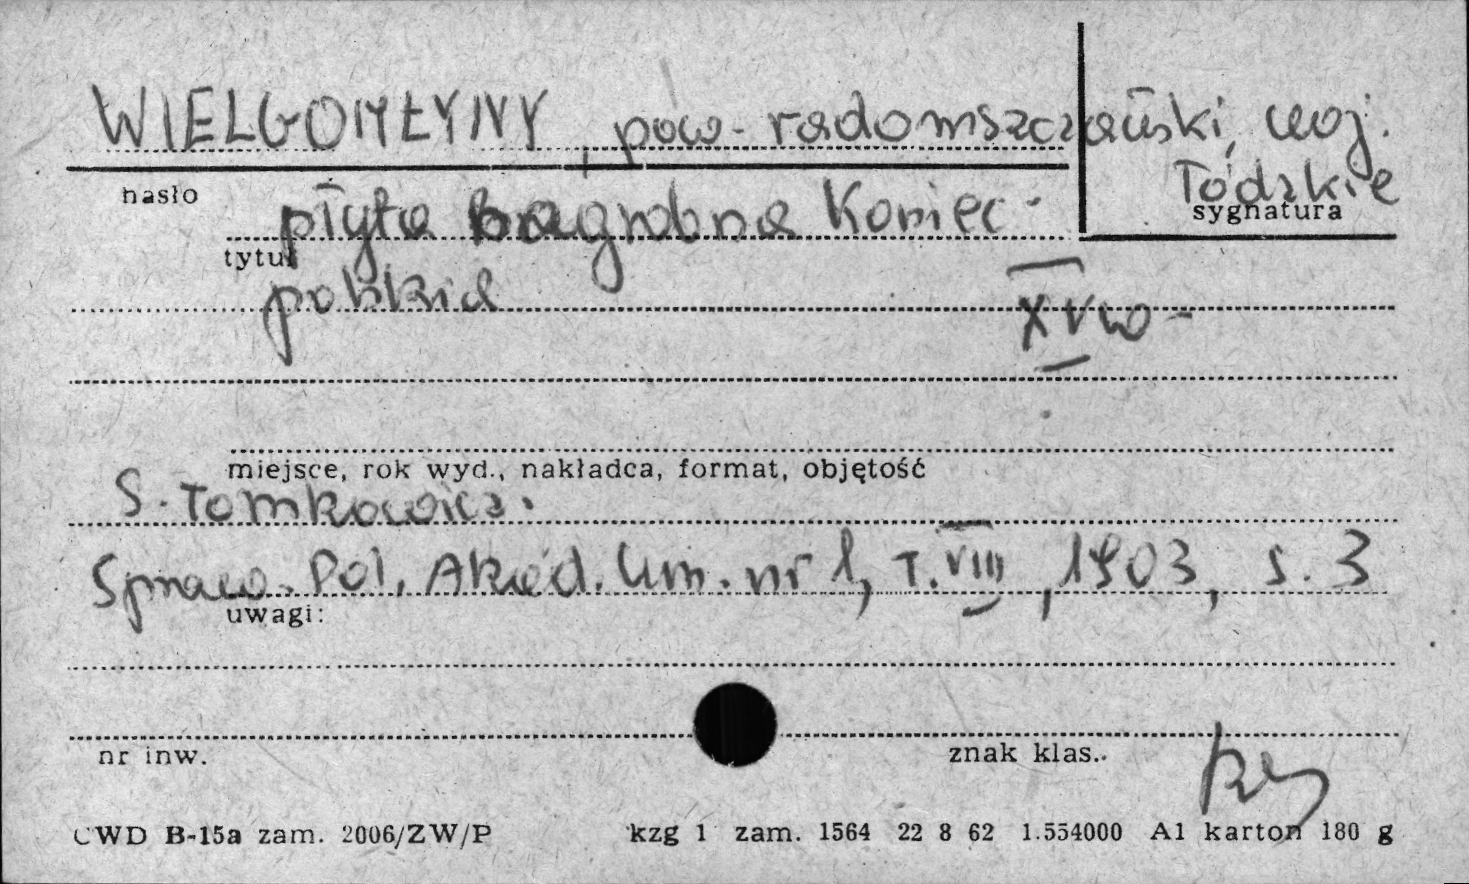 WIELGOMŁYNY, pow. radomszczański, woj.
Łódzkie
hasło
sygnatura
płyta nagrobna Koniec-
tytuł
polskich
XV w.
miejsce, rok wyd., nakładca, format, objętość
S. Tomkowicz.
Spraw. Pol. Akad. Um. nr 1, T. VIII, 1903, s. 3
uwagi:
nr inw.
znak klas.
CWD B-15a zam. 2006/ZW/P kzg 1 zam. 1564 22 8 62 1.554000 A1 karton 180 g